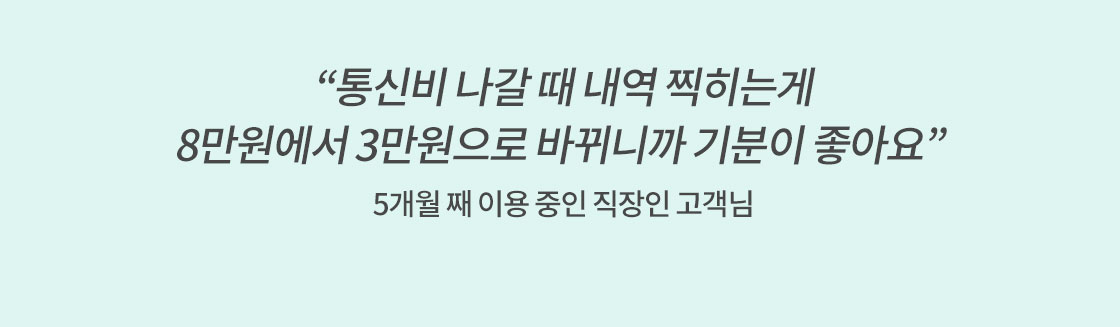 “통신비 나갈 때 내역 찍히는게
8만원에서 3만원으로 바뀌니까 기분이 좋아요”
5개월 째 이용 중인 직장인 고객님